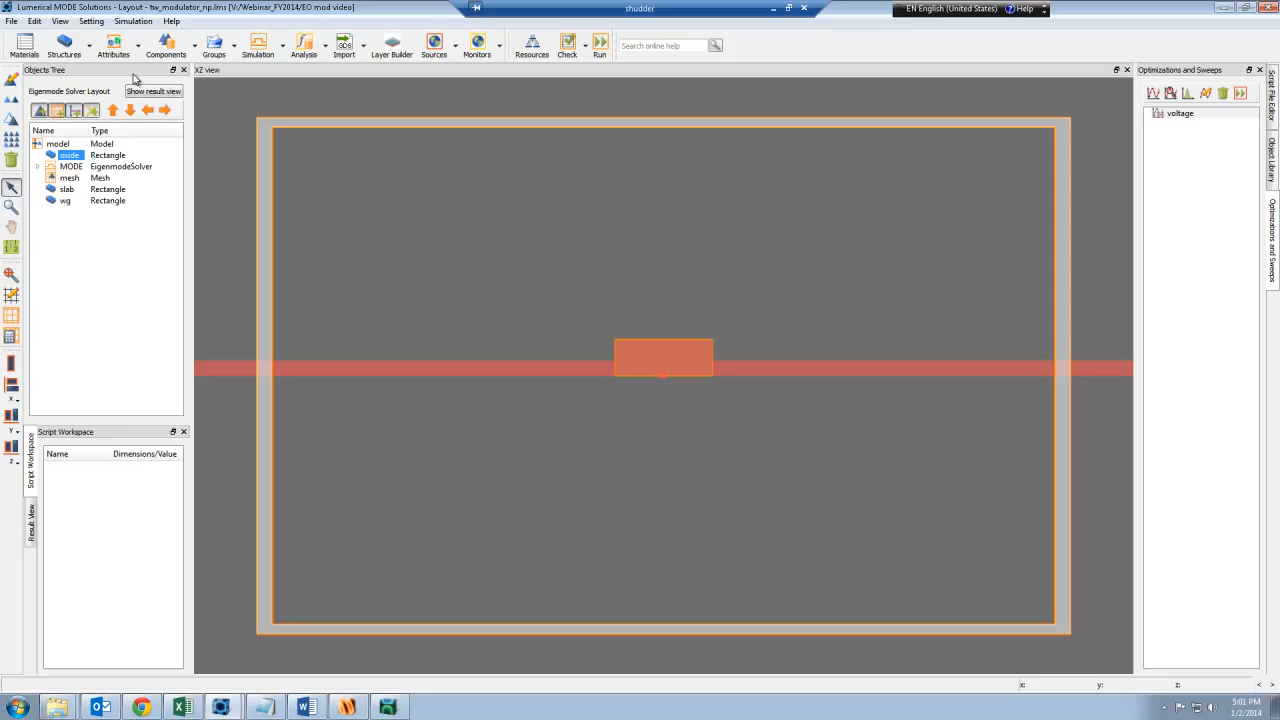 Lumerical MODE Solutions - Layout - tw_modulator_np.lms [V:/Webinar_FY2014/EO mod video]
shudder
EN English (United States) Help
File Edit View Setting Simulation Help
Materials Structures Attributes Components Groups Simulation Analysis Import Layer Builder Sources Monitors Resources Check Run Search online help
Objects Tree
XZ view
Optimizations and Sweeps
Eigenmode Solver Layout Show result view
Name Type
model Model
oxide Rectangle
MODE EigenmodeSolver
mesh Mesh
slab Rectangle
wg Rectangle
voltage
Script File Editor
Object Library
Optimizations and Sweeps
x
y
z
Script Workspace
Name Dimensions/Value
Script Workspace
Result View
x: y: z:
5:01 PM
1/2/2014